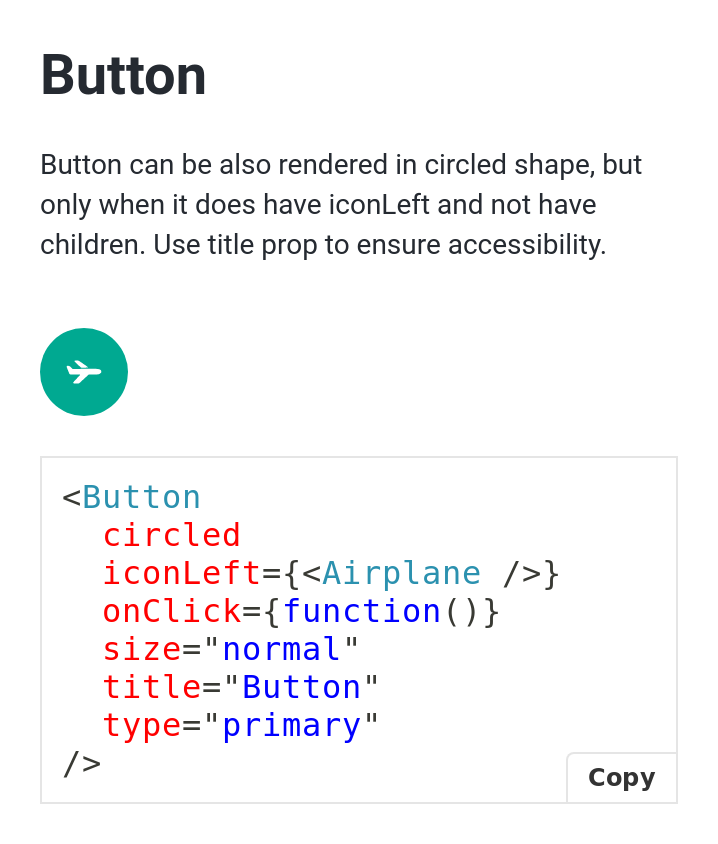 Button
Button can be also rendered in circled shape, but
only when it does have iconLeft and not have
children. Use title prop to ensure accessibility.
<Button
  circled
  iconLeft={<Airplane />}
  onClick={function()}
  size="normal"
  title="Button"
  type="primary"
/>
Copy